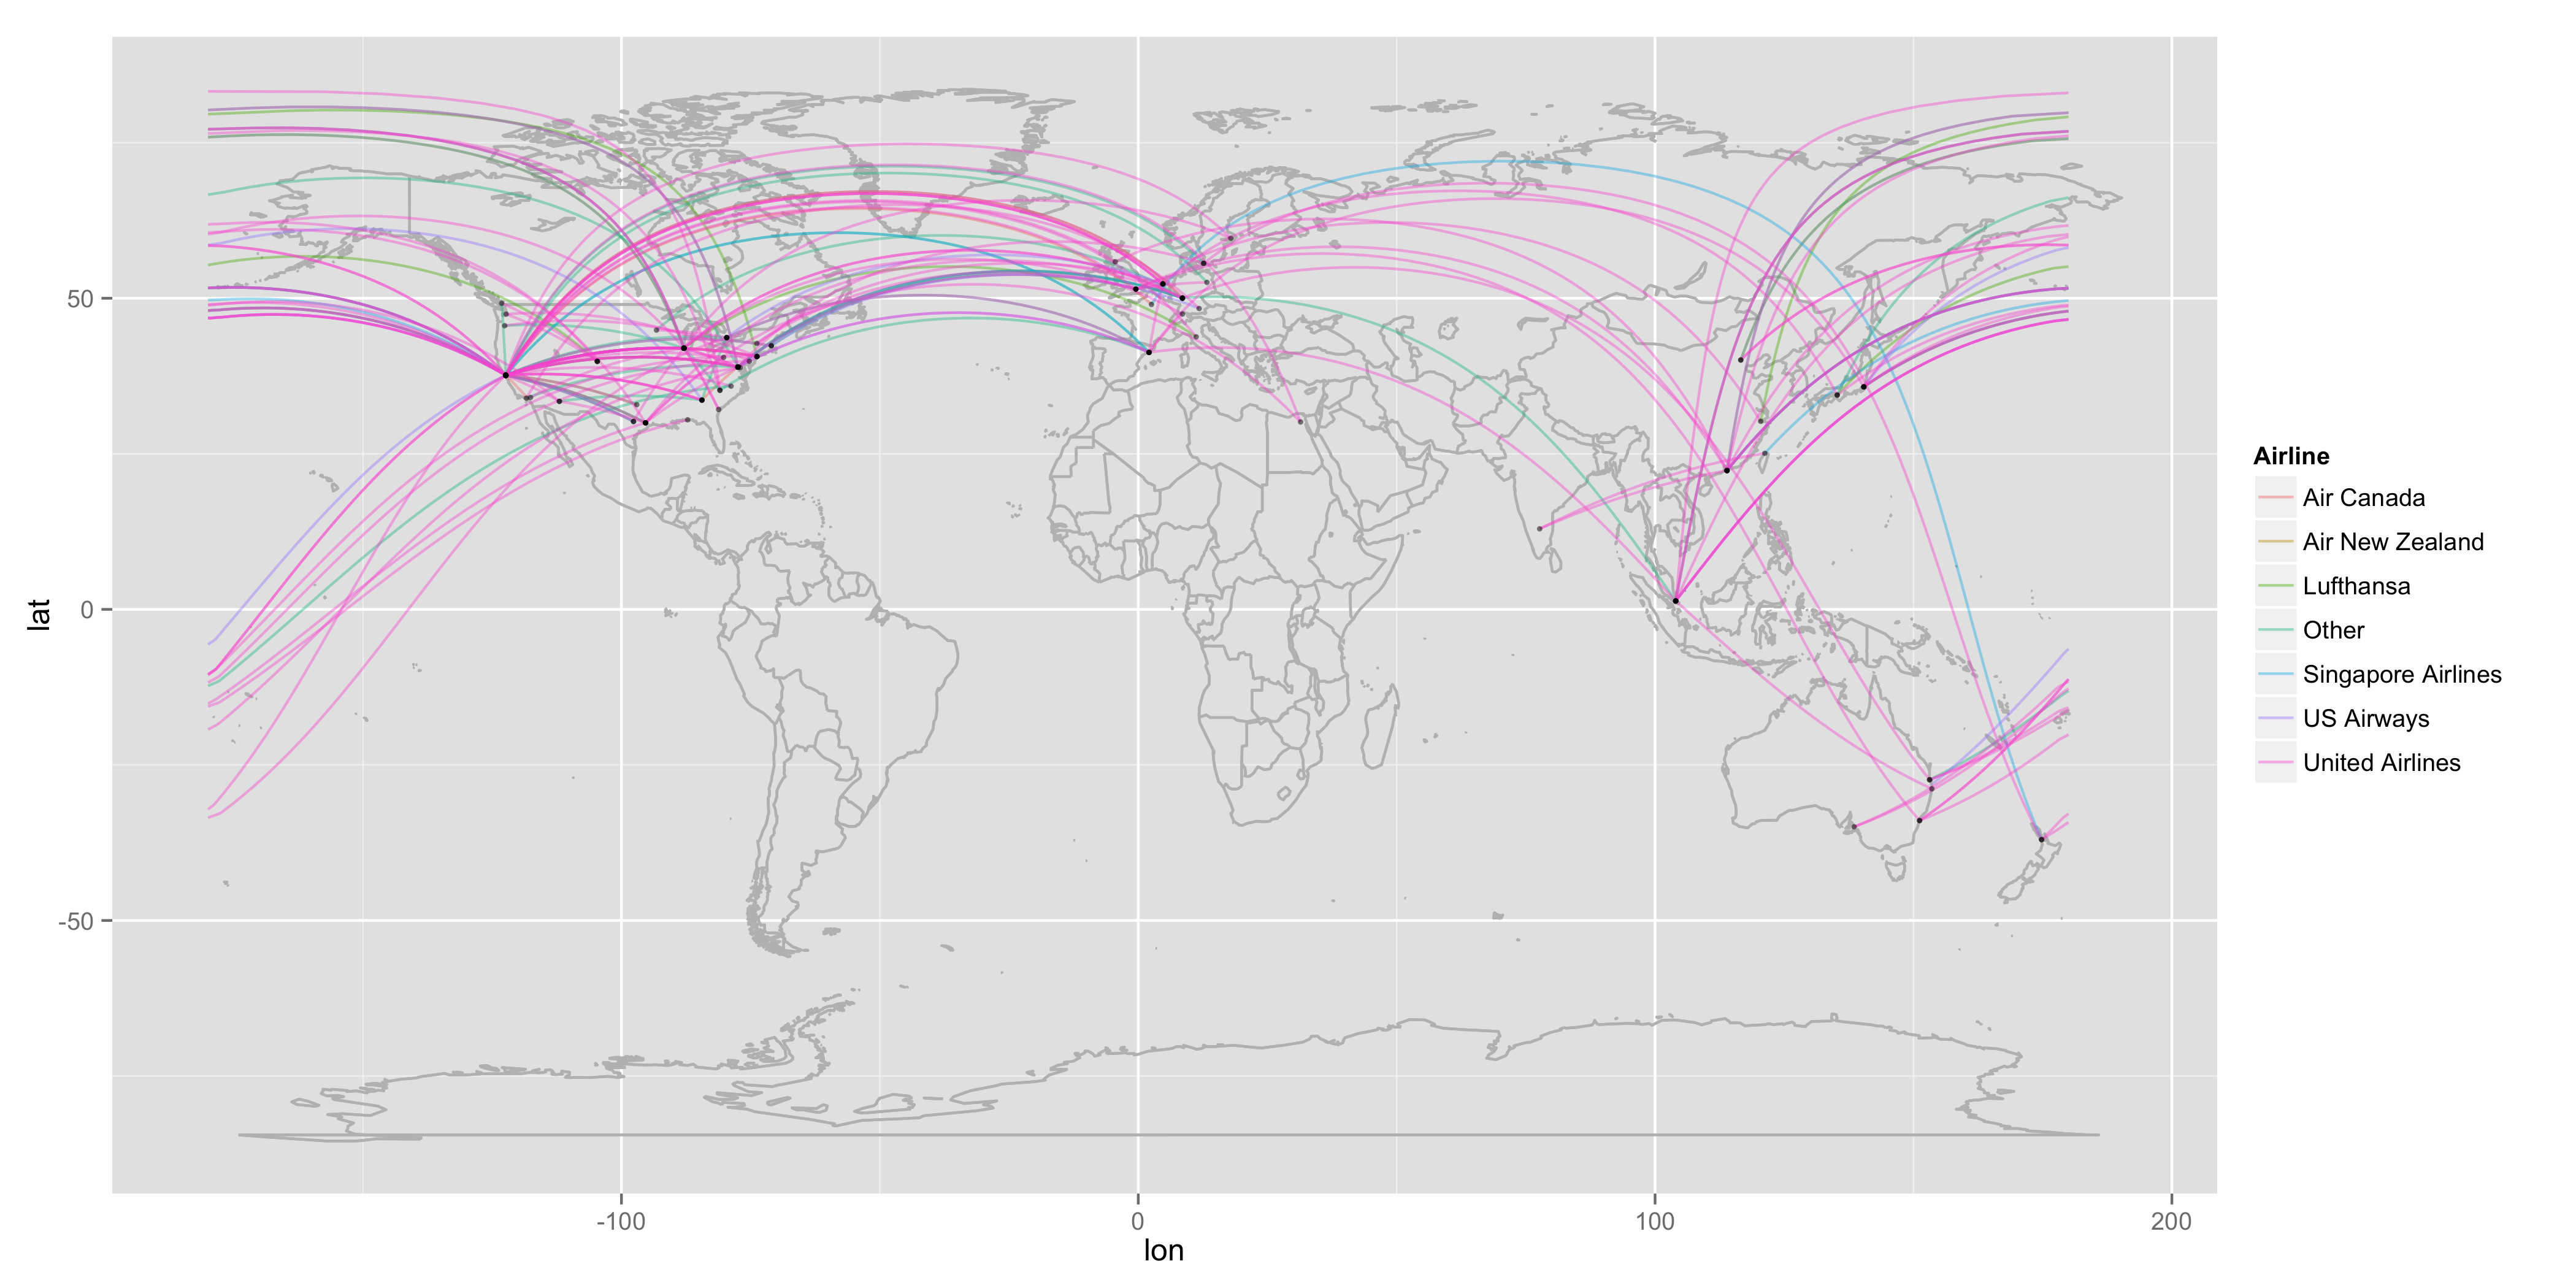 lat
50
0
-50
-100
0
100
200
lon
Airline
Air Canada
Air New Zealand
Lufthansa
Other
Singapore Airlines
US Airways
United Airlines